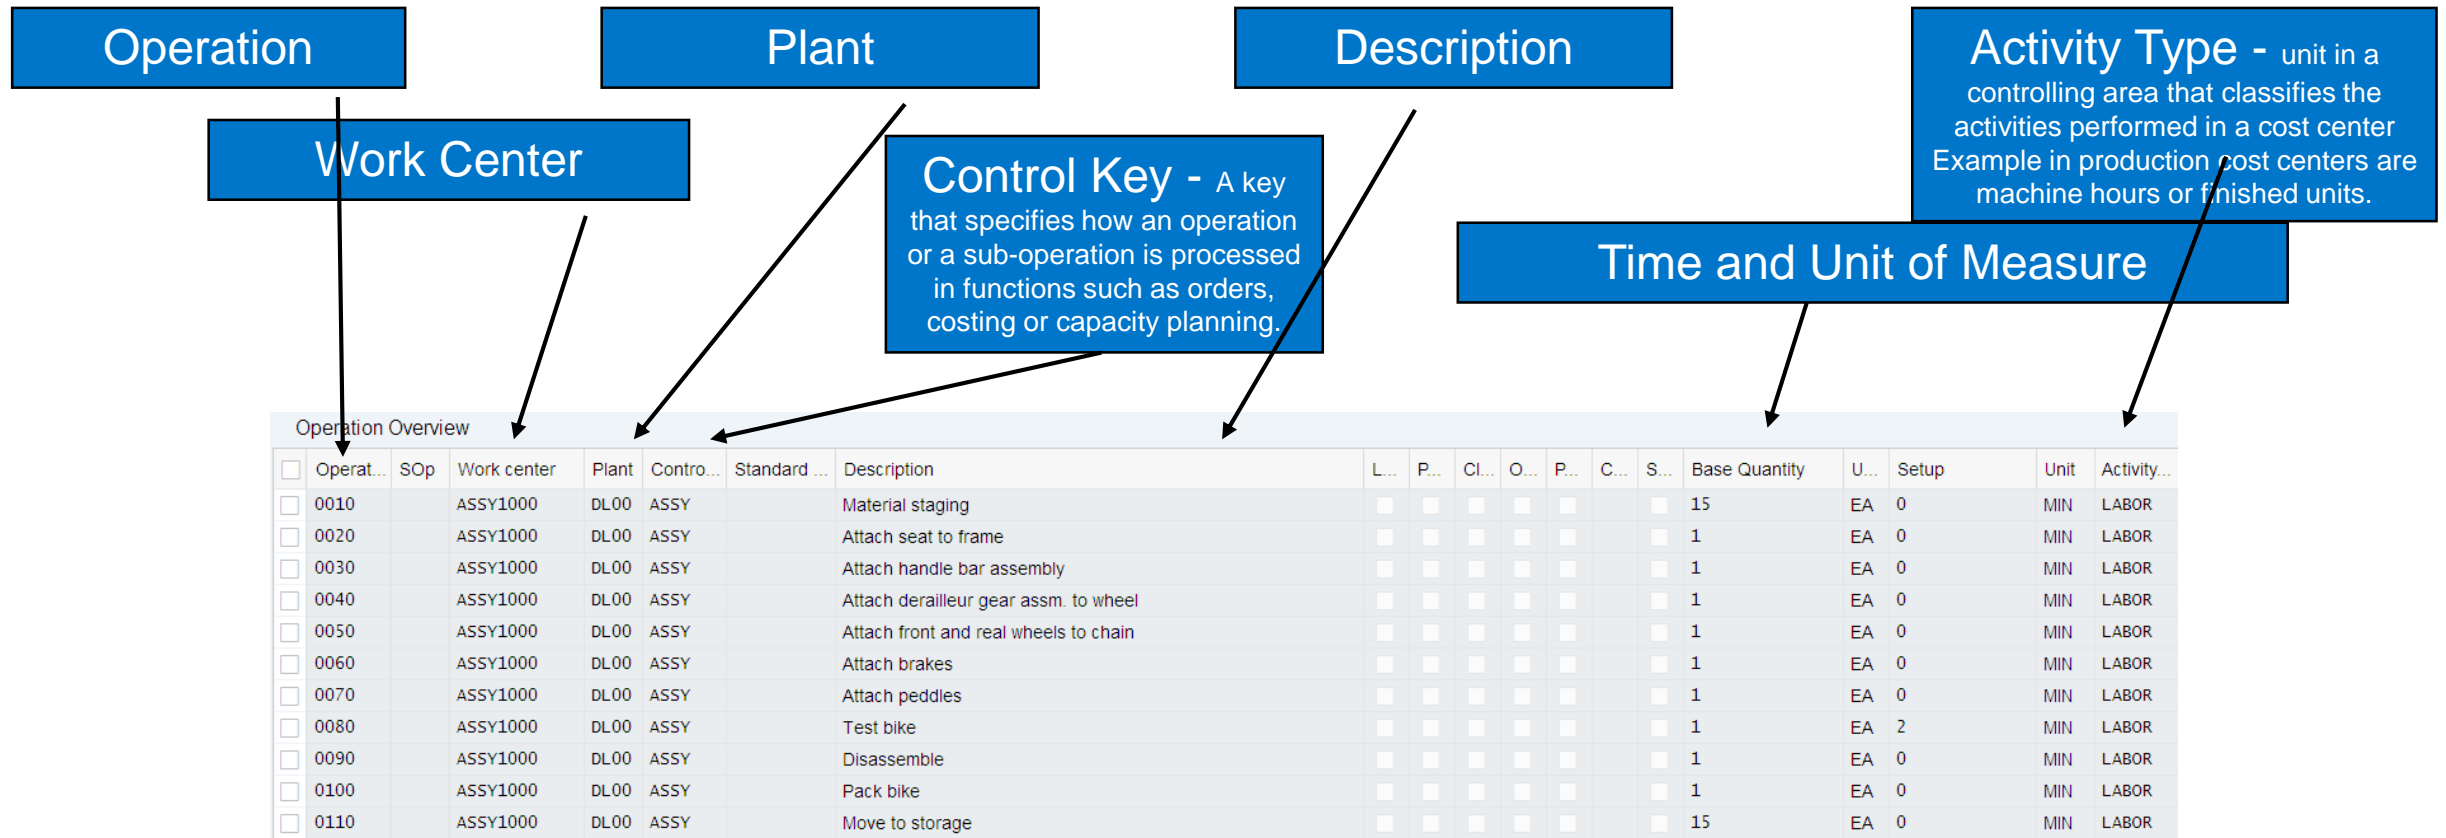 Operation
Plant
Description
Activity Type - unit in a
controlling area that classifies the
activities performed in a cost center
Example in production cost centers are
machine hours or finished units.
Work Center
Control Key - A key
that specifies how an operation
or a sub-operation is processed
in functions such as orders,
costing or capacity planning.
Time and Unit of Measure
Operation Overview
Operat... SOp Work center Plant Contro... Standard ... Description L... P... Cl... O... P... C... S... Base Quantity U... Setup Unit Activity...
0010 ASSY1000 DL00 ASSY Material staging 15 EA 0 MIN LABOR
0020 ASSY1000 DL00 ASSY Attach seat to frame 1 EA 0 MIN LABOR
0030 ASSY1000 DL00 ASSY Attach handle bar assembly 1 EA 0 MIN LABOR
0040 ASSY1000 DL00 ASSY Attach derailleur gear assm. to wheel 1 EA 0 MIN LABOR
0050 ASSY1000 DL00 ASSY Attach front and real wheels to chain 1 EA 0 MIN LABOR
0060 ASSY1000 DL00 ASSY Attach brakes 1 EA 0 MIN LABOR
0070 ASSY1000 DL00 ASSY Attach peddles 1 EA 0 MIN LABOR
0080 ASSY1000 DL00 ASSY Test bike 1 EA 2 MIN LABOR
0090 ASSY1000 DL00 ASSY Disassemble 1 EA 0 MIN LABOR
0100 ASSY1000 DL00 ASSY Pack bike 1 EA 0 MIN LABOR
0110 ASSY1000 DL00 ASSY Move to storage 15 EA 0 MIN LABOR